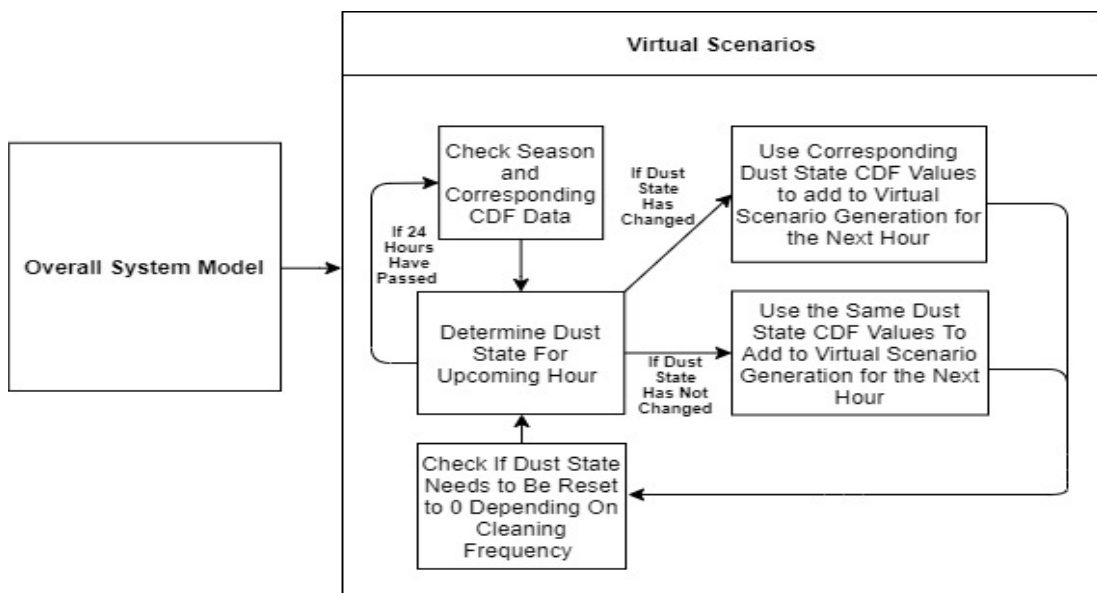 Virtual Scenarios
Overall System Model
Check Season
and
Corresponding
CDF Data
If 24
Hours
Have
Passed
If Dust
State
Has
Changed
Use Corresponding
Dust State CDF Values
to add to Virtual
Scenario Generation for
the Next Hour
Determine Dust
State For
Upcoming Hour
If Dust
State
Has Not
Changed
Use the Same Dust
State CDF Values To
Add to Virtual Scenario
Generation for the Next
Hour
Check If Dust State
Needs to Be Reset
to 0 Depending On
Cleaning
Frequency